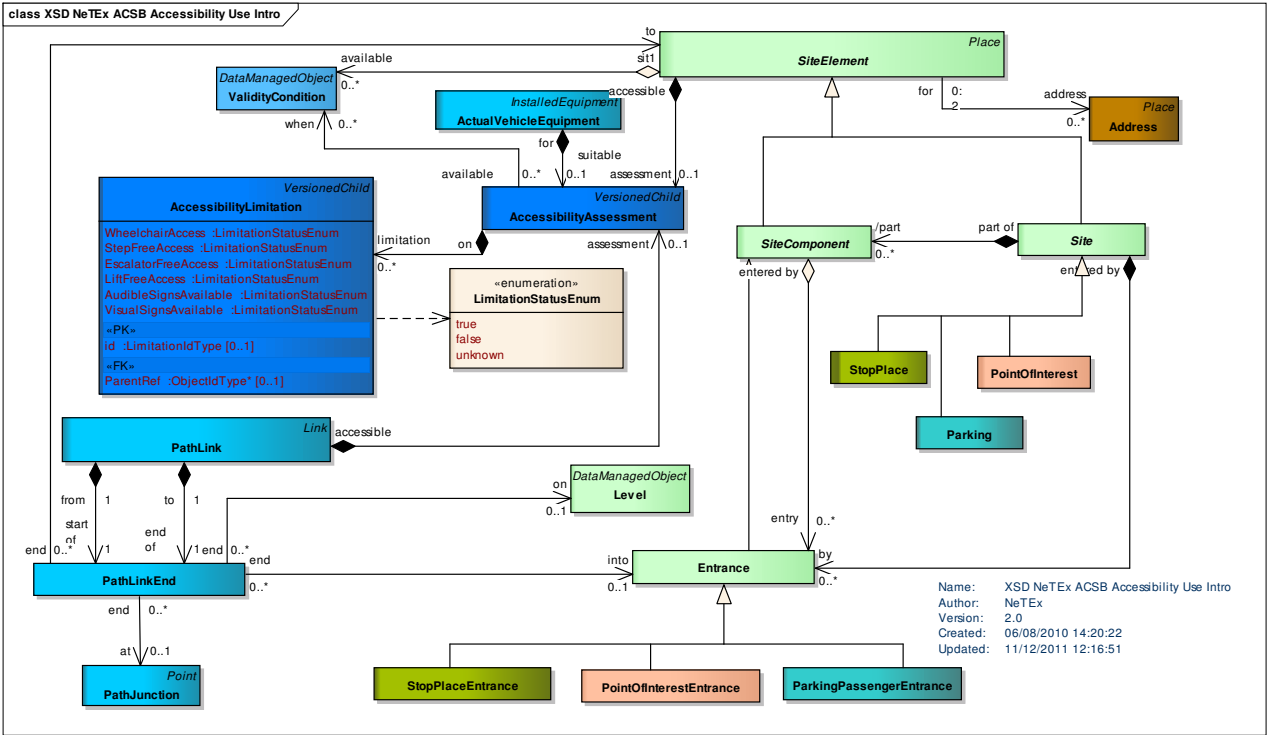 class XSD NeTEx ACSB Accessibility Use Intro
to
Place
SiteElement
available
sit1
0..*
DataManagedObject
ValidityCondition
when
0..*
accessible
for
0:
2
address
0..*
Place
Address
InstalledEquipment
ActualVehicleEquipment
for
suitable
available
0..*
0..1
assessment
0..1
VersionedChild
AccessibilityAssessment
assessment
0..1
on
limitation
0..*
VersionedChild
AccessibilityLimitation
WheelchairAccess :LimitationStatusEnum
StepFreeAccess :LimitationStatusEnum
EscalatorFreeAccess :LimitationStatusEnum
LiftFreeAccess :LimitationStatusEnum
AudibleSignsAvailable :LimitationStatusEnum
VisualSignsAvailable :LimitationStatusEnum
«PK»
id :LimitationIdType [0..1]
«FK»
ParentRef :ObjectIdType* [0..1]
«enumeration»
LimitationStatusEnum
true
false
unknown
SiteComponent
/part
0..*
part of
Site
entered by
entered by
StopPlace
PointOfInterest
Parking
Link
PathLink
accessible
from
1
to
1
start
of
1
end
of
1
end
0..*
end
0..*
on
0..1
DataManagedObject
Level
PathLinkEnd
end
0..*
into
0..1
entry
0..*
by
0..*
Entrance
end
0..*
at
0..1
Point
PathJunction
StopPlaceEntrance
PointOfInterestEntrance
ParkingPassengerEntrance
Name: XSD NeTEx ACSB Accessibility Use Intro
Author: NeTEx
Version: 2.0
Created: 06/08/2010 14:20:22
Updated: 11/12/2011 12:16:51